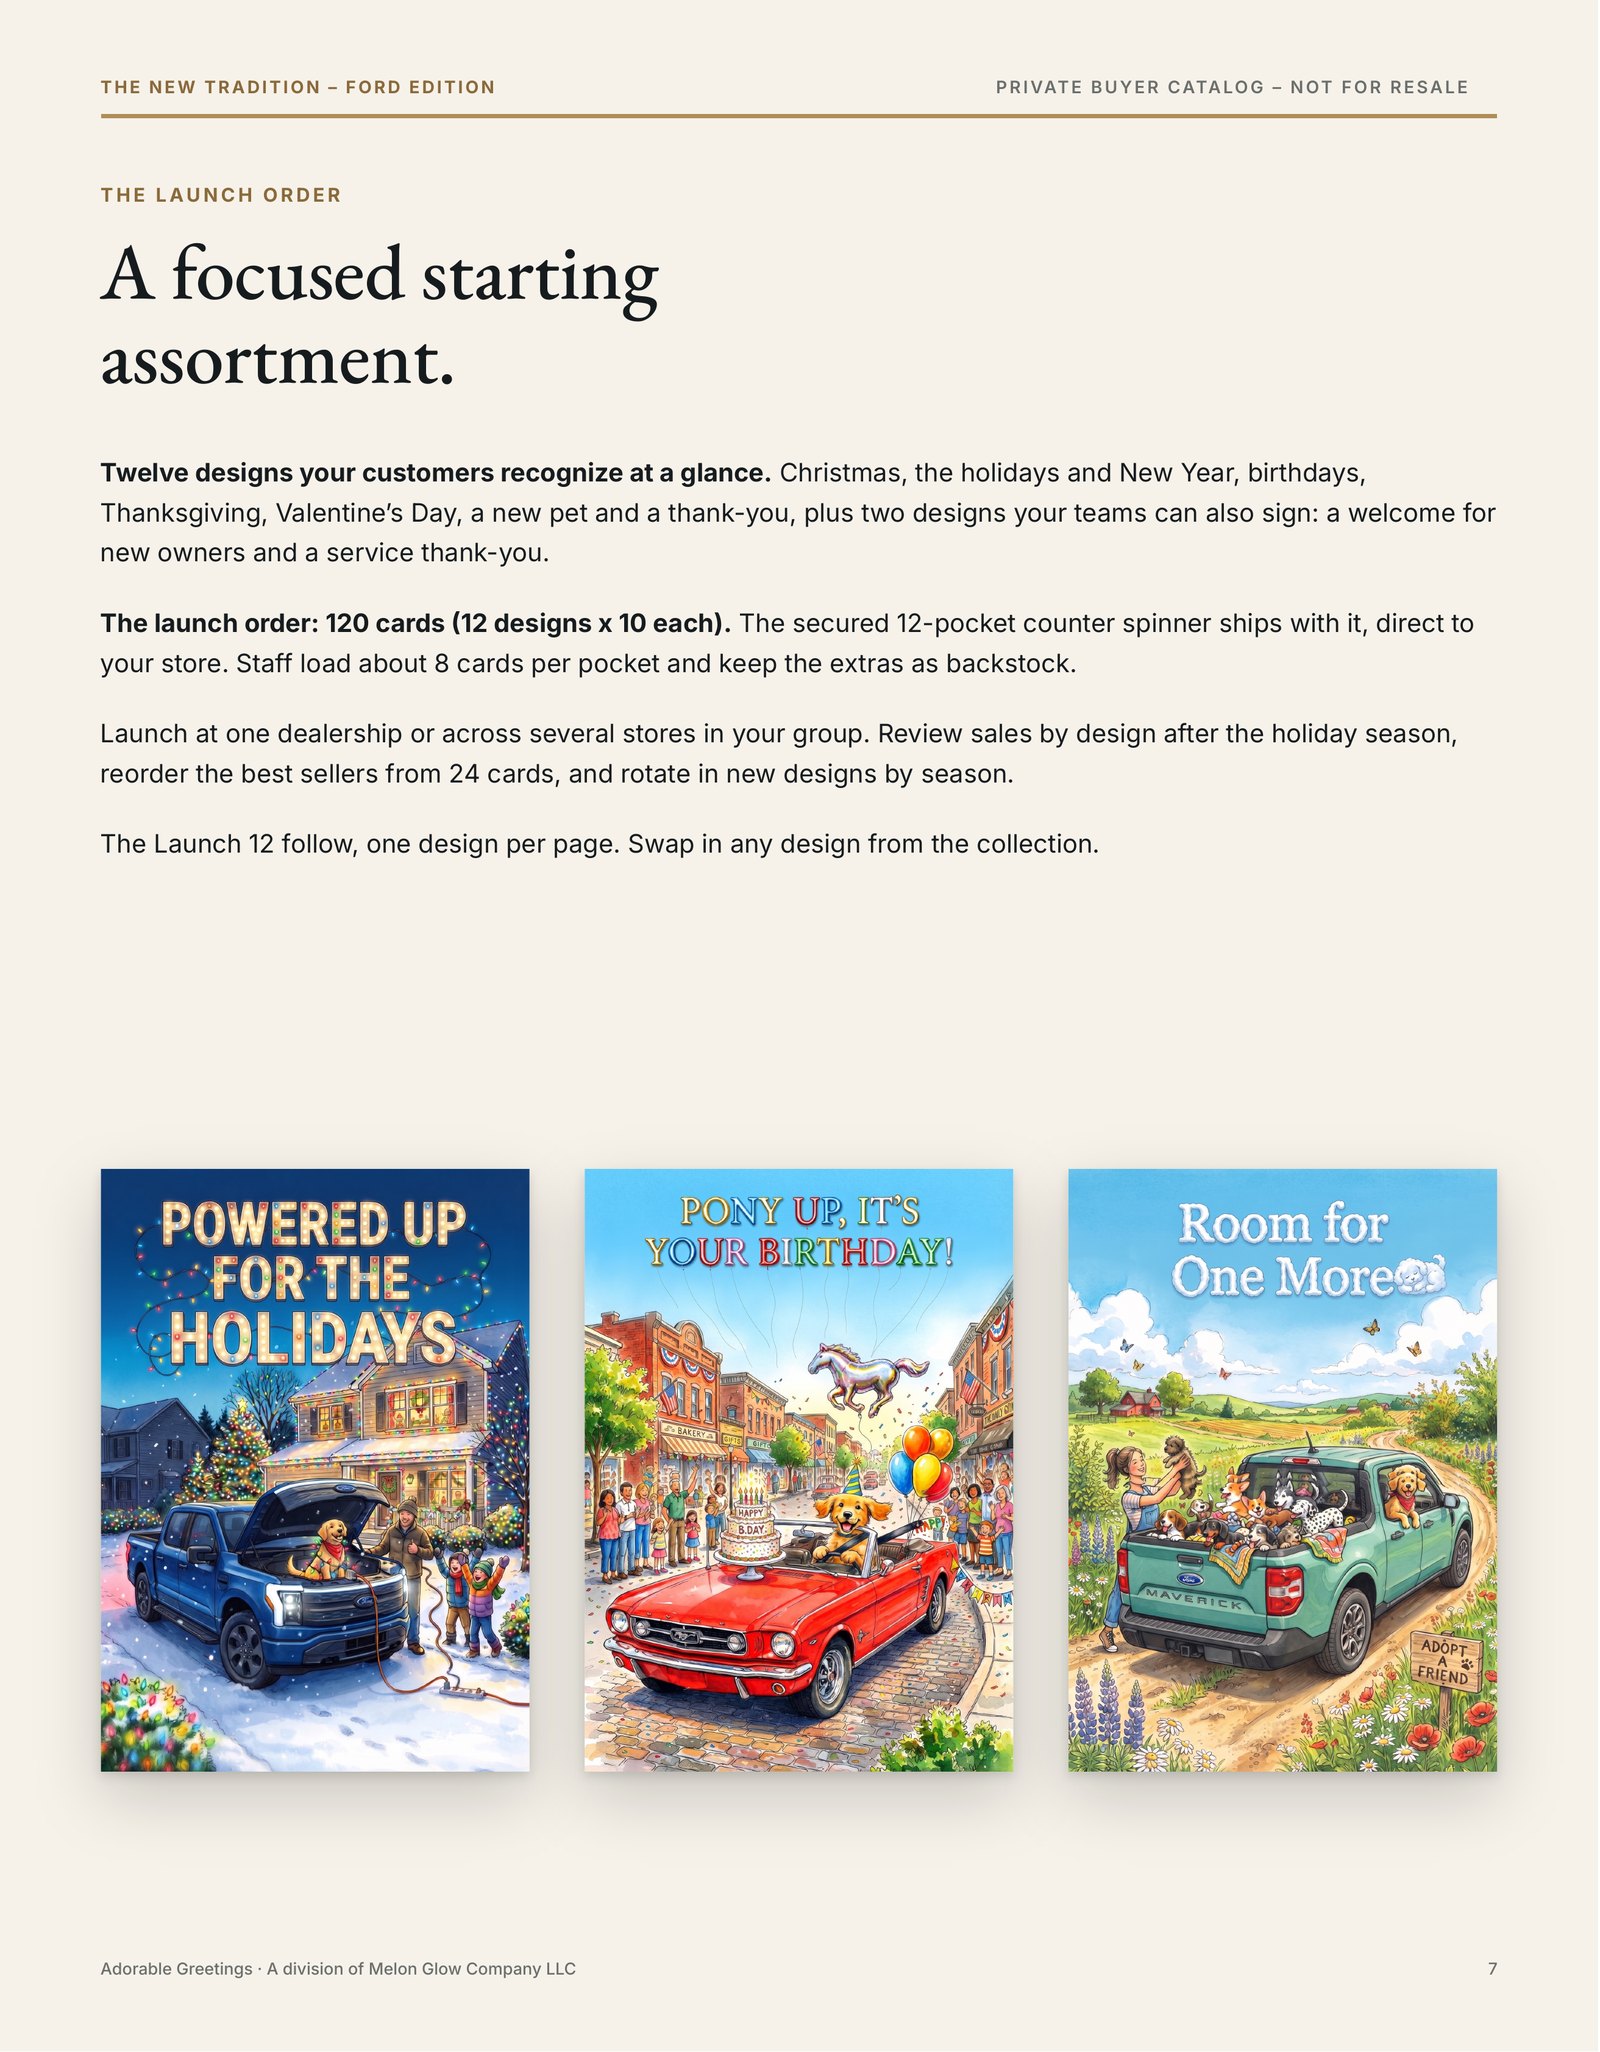 THE NEW TRADITION – FORD EDITION
PRIVATE BUYER CATALOG – NOT FOR RESALE
THE LAUNCH ORDER
A focused starting
assortment.
Twelve designs your customers recognize at a glance. Christmas, the holidays and New Year, birthdays,
Thanksgiving, Valentine’s Day, a new pet and a thank-you, plus two designs your teams can also sign: a welcome for
new owners and a service thank-you.
The launch order: 120 cards (12 designs x 10 each). The secured 12-pocket counter spinner ships with it, direct to
your store. Staff load about 8 cards per pocket and keep the extras as backstock.
Launch at one dealership or across several stores in your group. Review sales by design after the holiday season,
reorder the best sellers from 24 cards, and rotate in new designs by season.
The Launch 12 follow, one design per page. Swap in any design from the collection.
POWERED UP
FOR THE
HOLIDAYS
Ford
PONY UP, IT’S
YOUR BIRTHDAY!
BAKERY
GIFTS
HAPPY
B.DAY
HAPPY
Room for
One More
Ford
MAVERICK
ADOPT
A
FRIEND
Adorable Greetings · A division of Melon Glow Company LLC
7